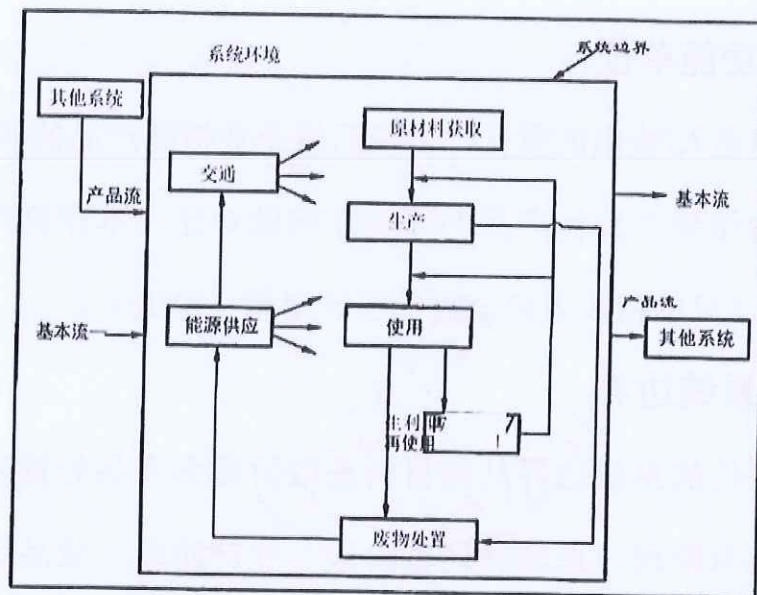 系统环境
系统边界
其他系统
原材料获取
交通
产品流
基本流
生产
产品流
基本流
能源供应
使用
其他系统
再使用
废物处置